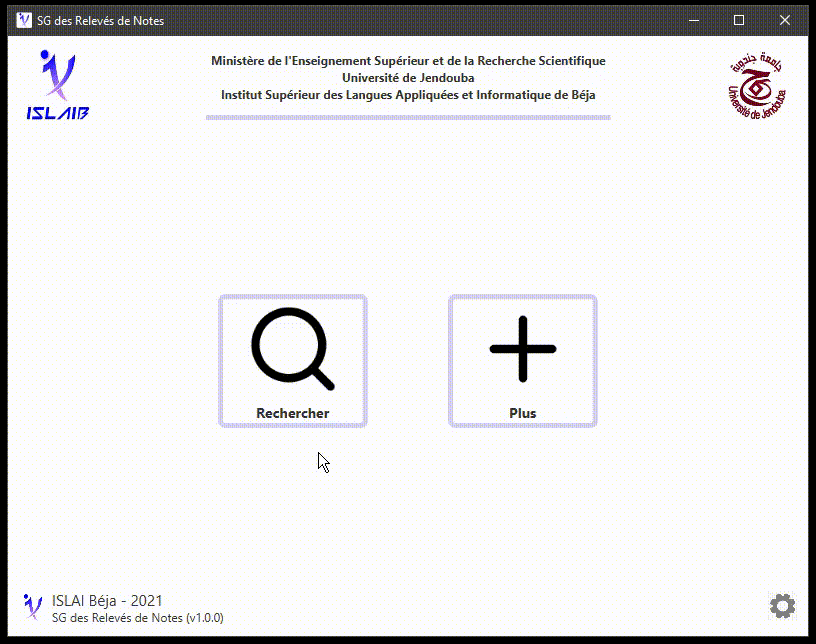 SG des Relevés de Notes
Ministère de l'Enseignement Supérieur et de la Recherche Scientifique
Université de Jendouba
Institut Supérieur des Langues Appliquées et Informatique de Béja
ISLAIB
جامعة جندوبة
Université de Jendouba
Rechercher
Plus
ISLAI Béja - 2021
SG des Relevés de Notes (v1.0.0)